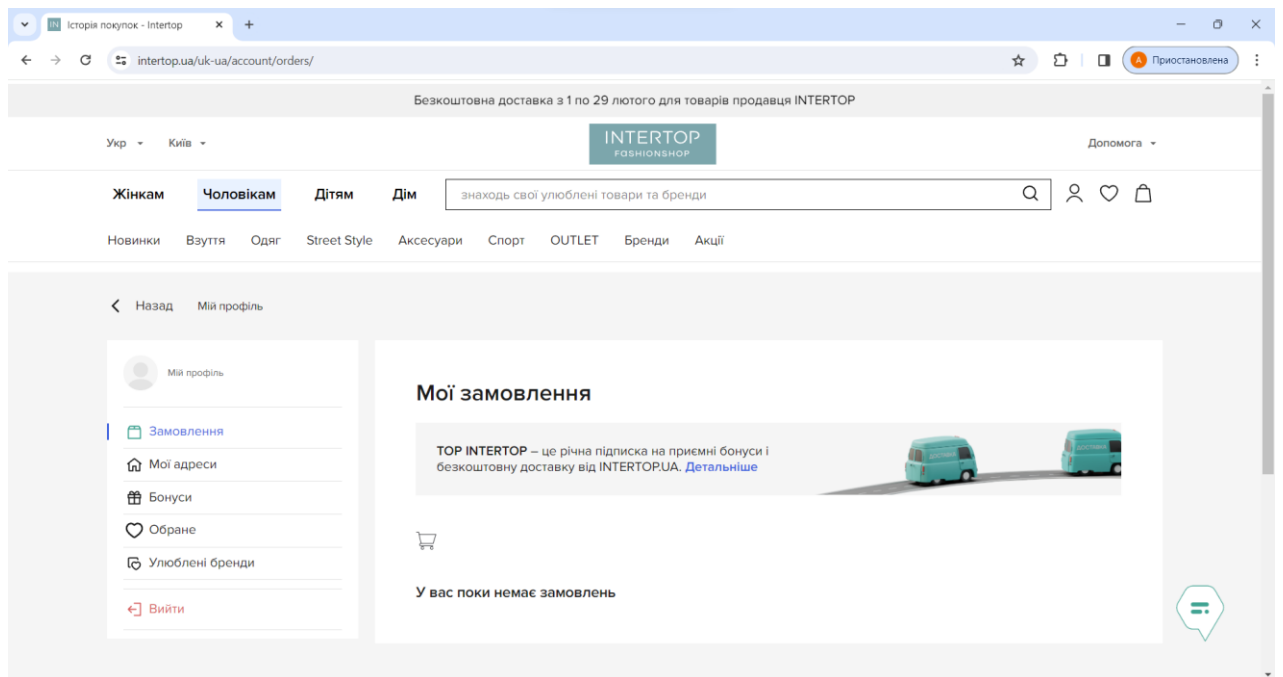 IN Історія покупок - Intertop
intertop.ua/uk-ua/account/orders/
А Приостановлена
Безкоштовна доставка з 1 по 29 лютого для товарів продавця INTERTOP
Укр Київ
INTERTOP
FASHIONSHOP
Допомога
Жінкам Чоловікам Дітям Дім знаходь свої улюблені товари та бренди
Новинки Взуття Одяг Street Style Аксесуари Спорт OUTLET Бренди Акції
Назад Мій профіль
Мій профіль
Замовлення
Мої адреси
Бонуси
Обране
Улюблені бренди
Вийти
Мої замовлення
TOP INTERTOP – це річна підписка на приємні бонуси і
безкоштовну доставку від INTERTOP.UA. Детальніше
ДОСТАВКА
ДОСТАВКА
У вас поки немає замовлень